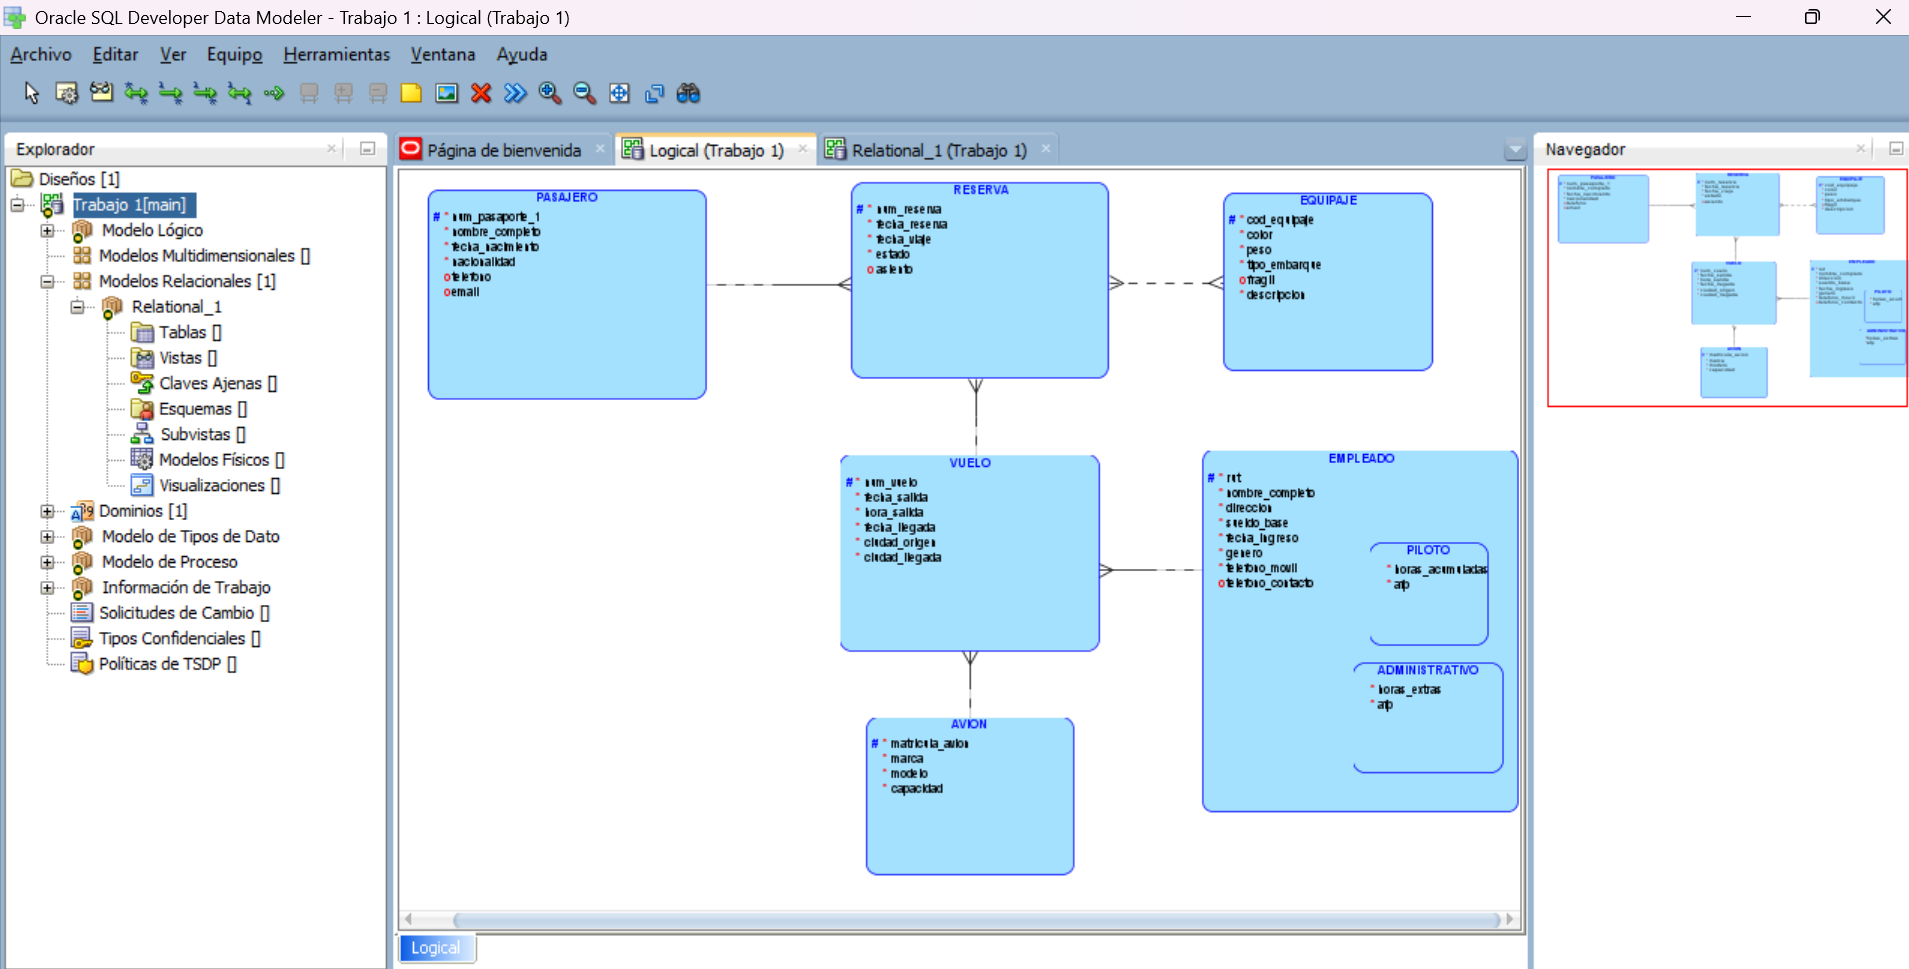 Oracle SQL Developer Data Modeler - Trabajo 1 : Logical (Trabajo 1)
Archivo Editar Ver Equipo Herramientas Ventana Ayuda
Explorador
Diseños [1]
Trabajo 1[main]
Modelo Lógico
Modelos Multidimensionales []
Modelos Relacionales [1]
Relational_1
Tablas []
Vistas []
Claves Ajenas []
Esquemas []
Subvistas []
Modelos Físicos []
Visualizaciones []
Dominios [1]
Modelo de Tipos de Dato
Modelo de Proceso
Información de Trabajo
Solicitudes de Cambio []
Tipos Confidenciales []
Políticas de TSDP []
Página de bienvenida
Logical (Trabajo 1)
Relational_1 (Trabajo 1)
PASAJERO
# * num_pasaporte_1
* nombre_completo
* fecha_nacimiento
* nacionalidad
o telefono
o email
RESERVA
# * num_reserva
* fecha_reserva
* fecha_viaje
* estado
o asiento
EQUIPAJE
# * cod_equipaje
* color
* peso
* tipo_embarque
o fragil
* descripcion
VUELO
# * num_vuelo
* fecha_salida
* hora_salida
* fecha_llegada
* ciudad_origen
* ciudad_llegada
EMPLEADO
# * rut
* nombre_completo
* direccion
* sueldo_base
* fecha_ingreso
* genero
* telefono_movil
o telefono_contacto
PILOTO
* horas_acumuladas
* afp
ADMINISTRATIVO
* horas_extras
* afp
AVION
# * matricula_avion
* marca
* modelo
* capacidad
Logical
Navegador